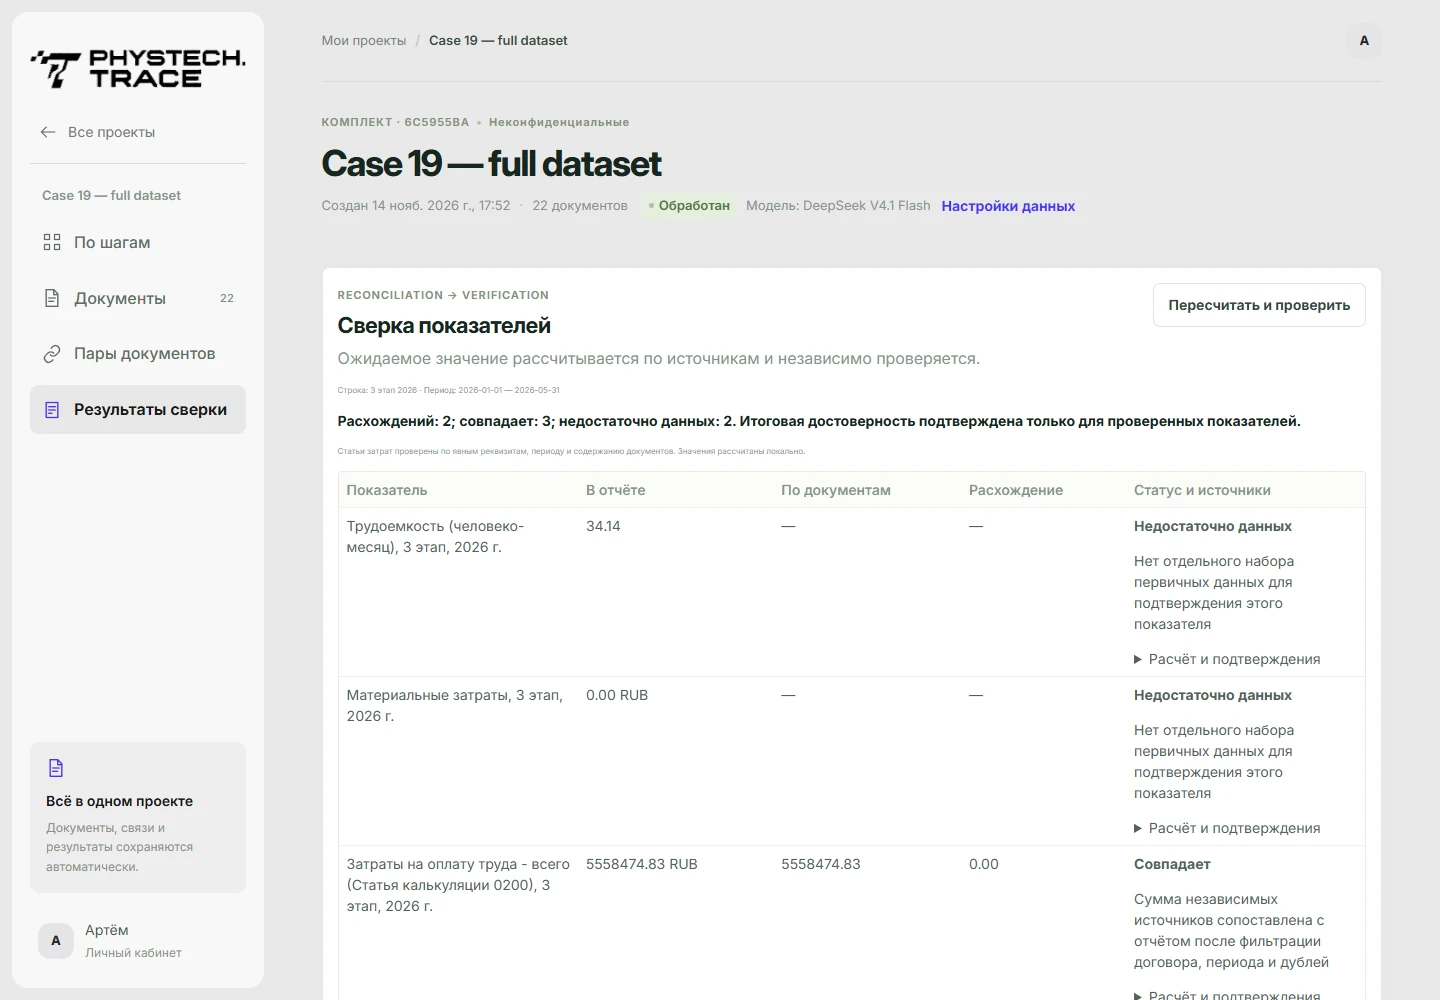 PHYSTECH.
TRACE
Все проекты
Case 19 — full dataset
По шагам
Документы 22
Пары документов
Результаты сверки
Всё в одном проекте
Документы, связи и
результаты сохраняются
автоматически.
А
Артём
Личный кабинет
Мои проекты / Case 19 — full dataset
А
КОМПЛЕКТ · 6C5955BA • Неконфиденциальные
Case 19 — full dataset
Создан 14 нояб. 2026 г., 17:52 · 22 документов • Обработан Модель: DeepSeek V4.1 Flash Настройки данных
RECONCILIATION → VERIFICATION
Сверка показателей
Пересчитать и проверить
Ожидаемое значение рассчитывается по источникам и независимо проверяется.
Строка: 3 этап 2026 · Период: 2026-01-01 — 2026-05-31
Расхождений: 2; совпадает: 3; недостаточно данных: 2. Итоговая достоверность подтверждена только для проверенных показателей.
Статьи затрат проверены по явным реквизитам, периоду и содержанию документов. Значения рассчитаны локально.
Показатель В отчёте По документам Расхождение Статус и источники
Трудоемкость (человеко- 34.14 — — Недостаточно данных
месяц), 3 этап, 2026 г.
Нет отдельного набора
первичных данных для
подтверждения этого
показателя
▶ Расчёт и подтверждения
Материальные затраты, 3 этап, 0.00 RUB — — Недостаточно данных
2026 г.
Нет отдельного набора
первичных данных для
подтверждения этого
показателя
▶ Расчёт и подтверждения
Затраты на оплату труда - всего 5558474.83 RUB 5558474.83 0.00 Совпадает
(Статья калькуляции 0200), 3
этап, 2026 г.
Сумма независимых
источников сопоставлена с
отчётом после фильтрации
договора, периода и дублей
▶ Расчёт и подтверждения